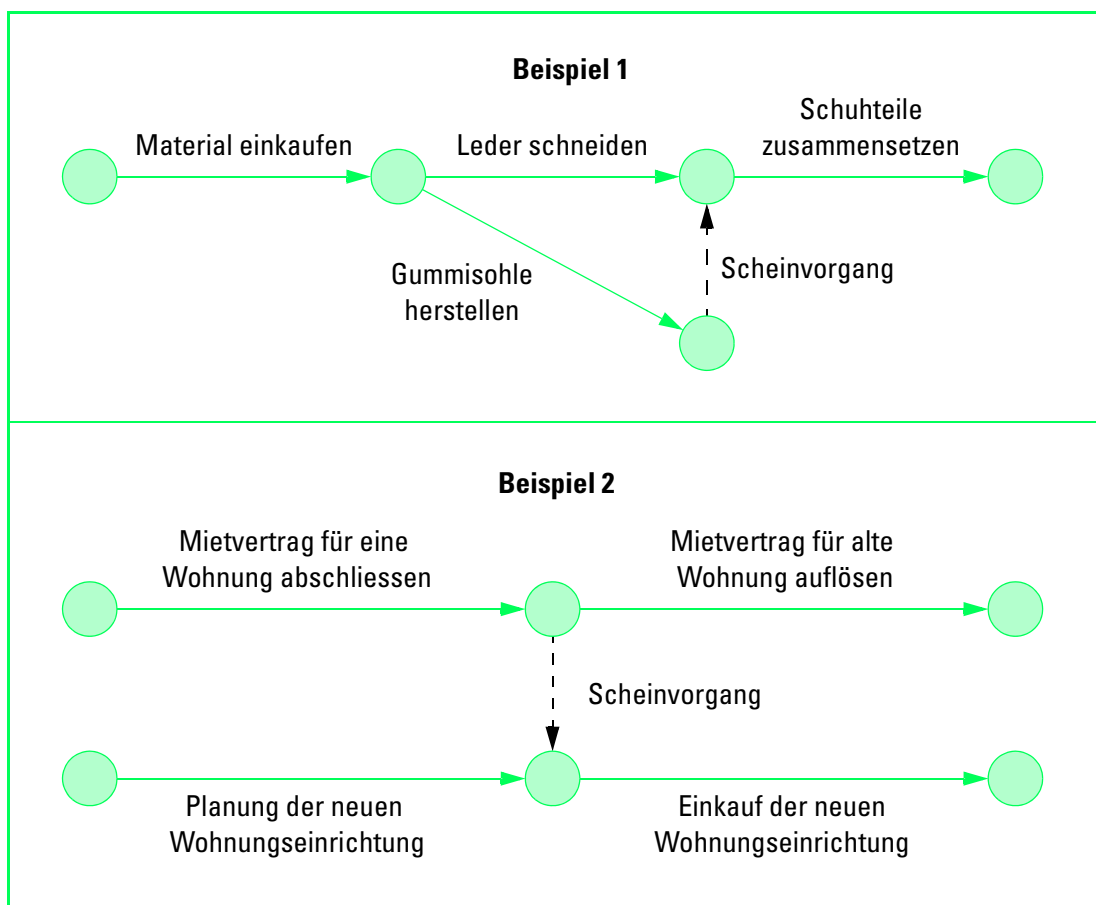 Beispiel 1
Material einkaufen
Leder schneiden
Schuhteile
zusammensetzen
Gummisohle
herstellen
Scheinvorgang
Beispiel 2
Mietvertrag für eine
Wohnung abschliessen
Mietvertrag für alte
Wohnung auflösen
Scheinvorgang
Planung der neuen
Wohnungseinrichtung
Einkauf der neuen
Wohnungseinrichtung